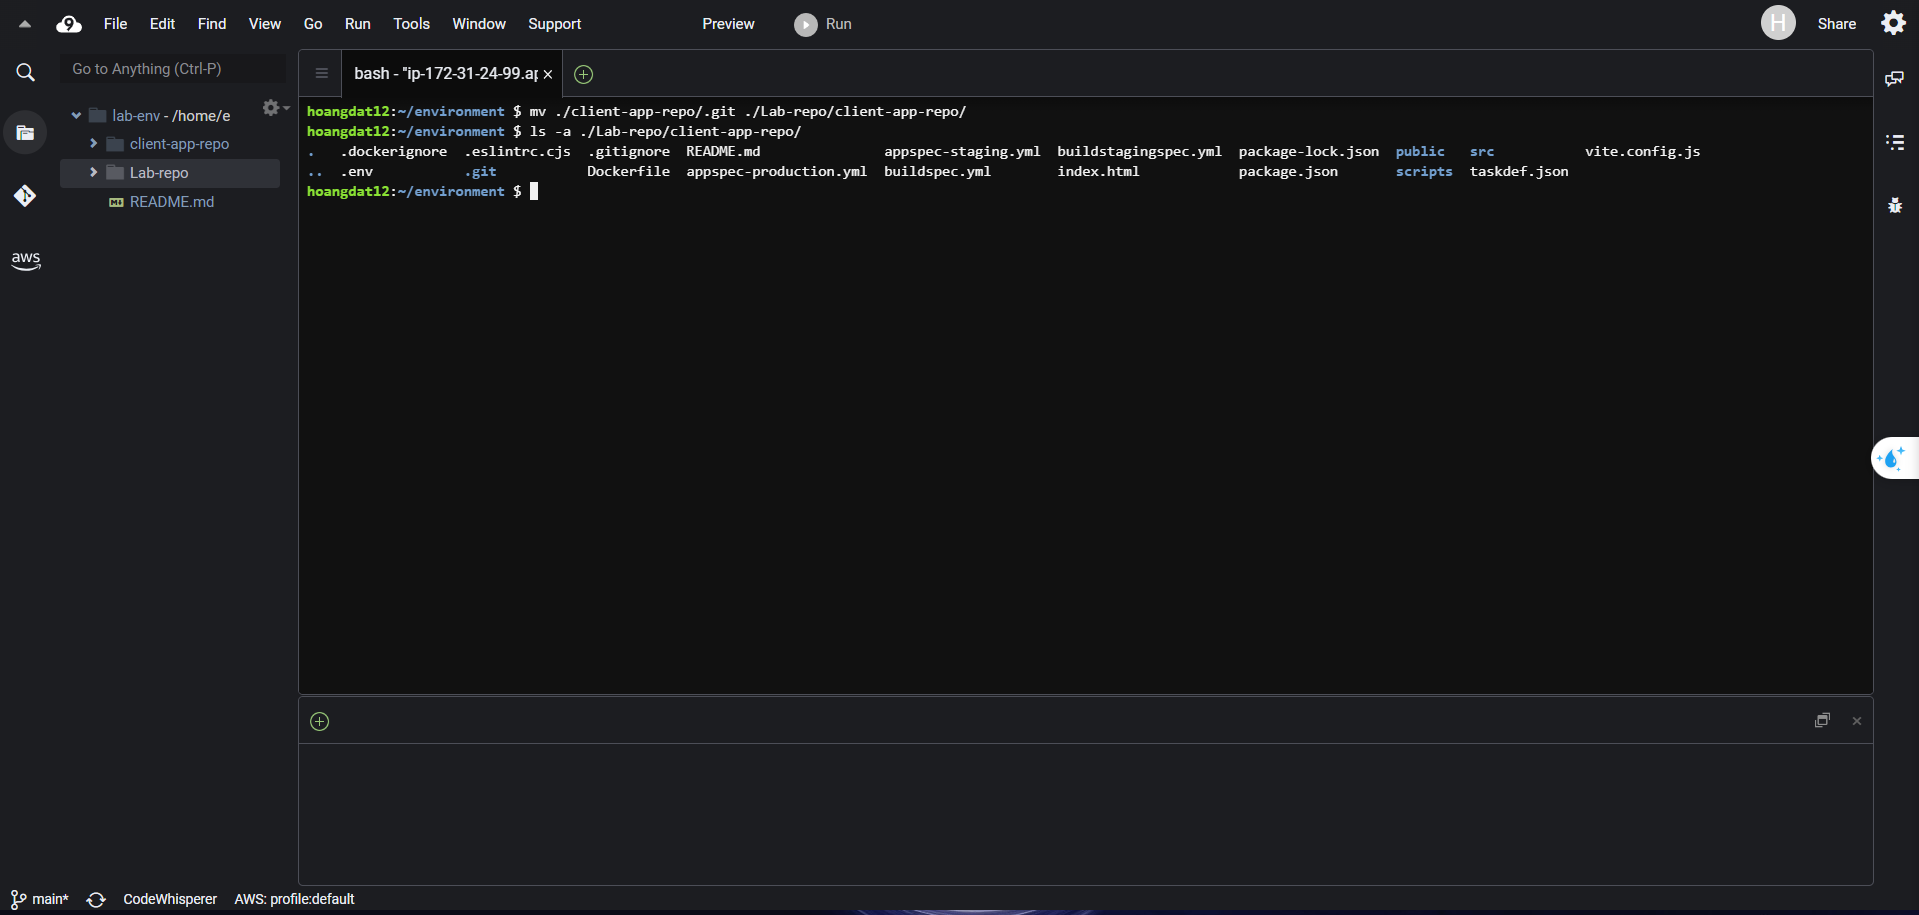 File Edit Find View Go Run Tools Window Support Preview Run H Share
Go to Anything (Ctrl-P)
bash - "ip-172-31-24-99.ap
lab-env - /home/e
client-app-repo
Lab-repo
README.md
aws
hoangdat12:~/environment $ mv ./client-app-repo/.git ./Lab-repo/client-app-repo/
hoangdat12:~/environment $ ls -a ./Lab-repo/client-app-repo/
. .dockerignore .eslintrc.cjs .gitignore README.md appspec-staging.yml buildstagingspec.yml package-lock.json public src vite.config.js
.. .env .git Dockerfile appspec-production.yml buildspec.yml index.html package.json scripts taskdef.json
hoangdat12:~/environment $
main* CodeWhisperer AWS: profile:default